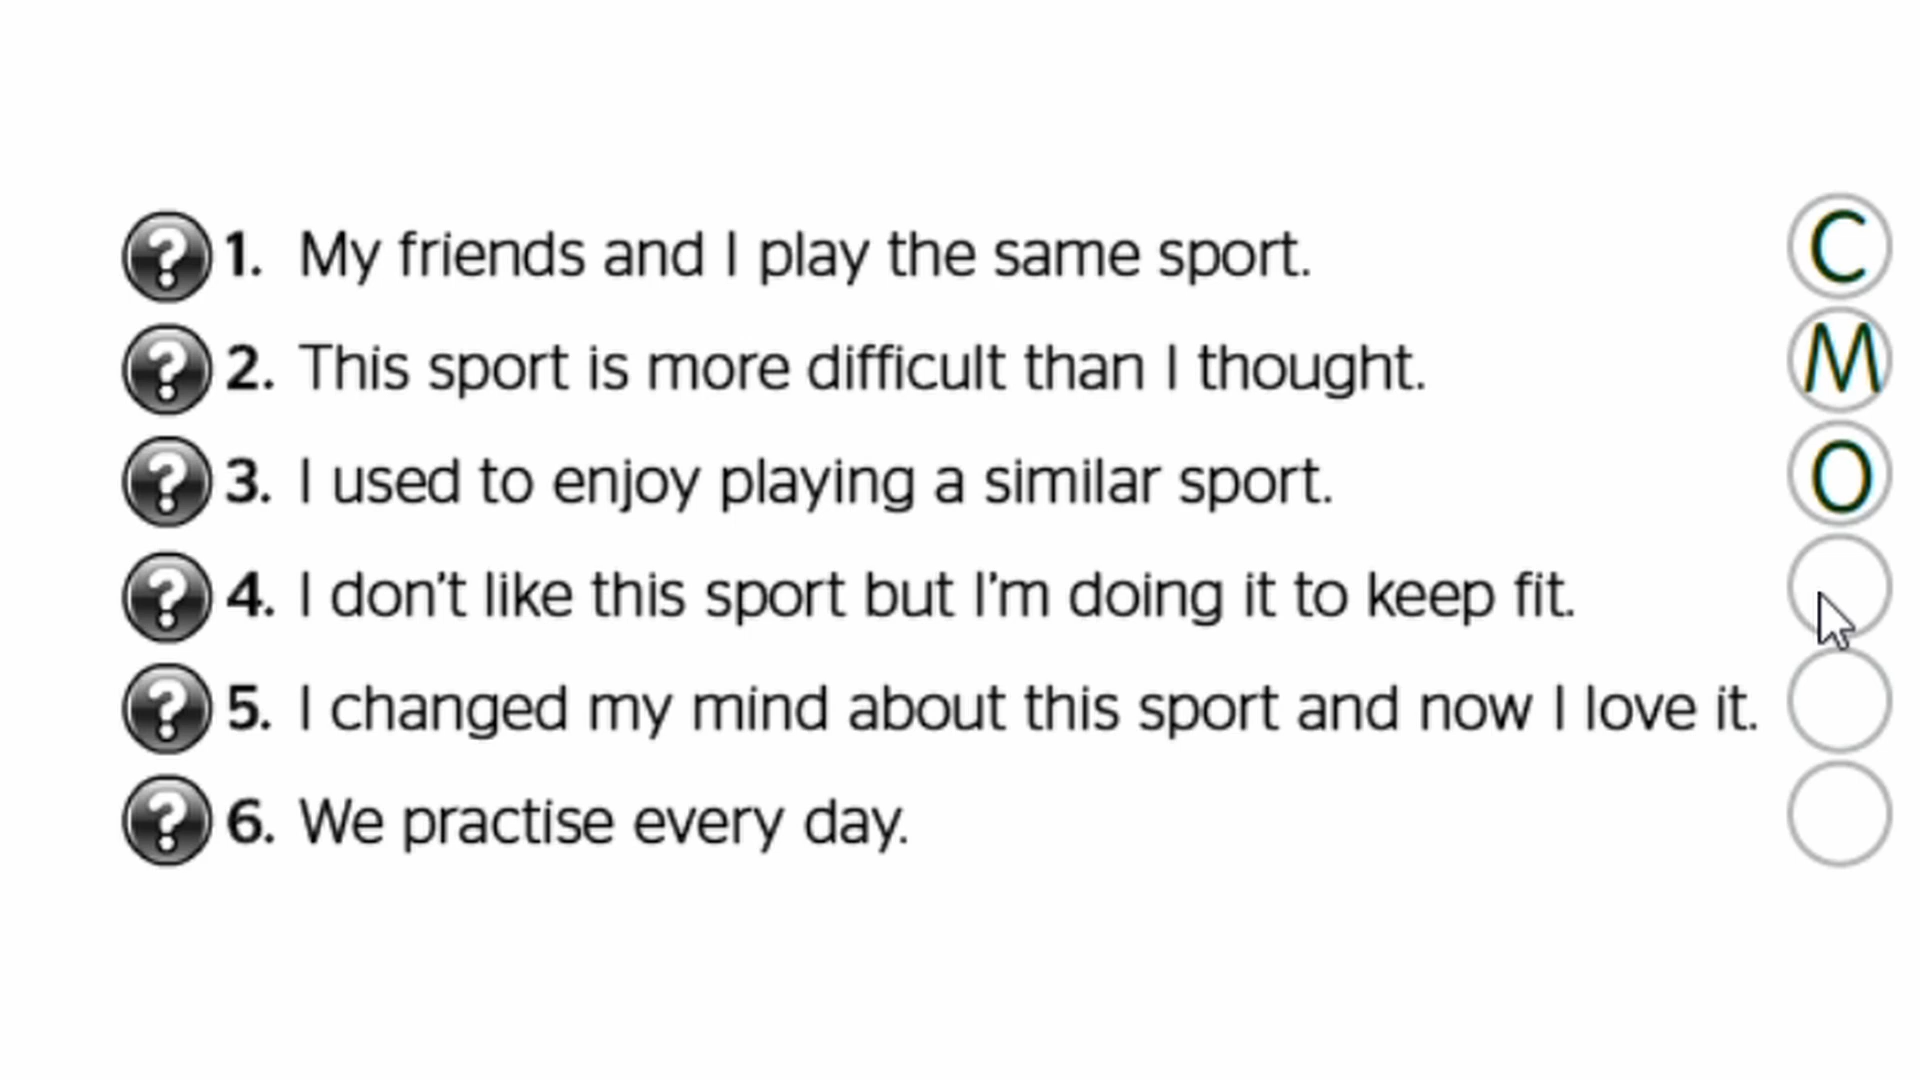 1. My friends and I play the same sport. C
2. This sport is more difficult than I thought. M
3. I used to enjoy playing a similar sport. O
4. I don't like this sport but I'm doing it to keep fit.
5. I changed my mind about this sport and now I love it.
6. We practise every day.